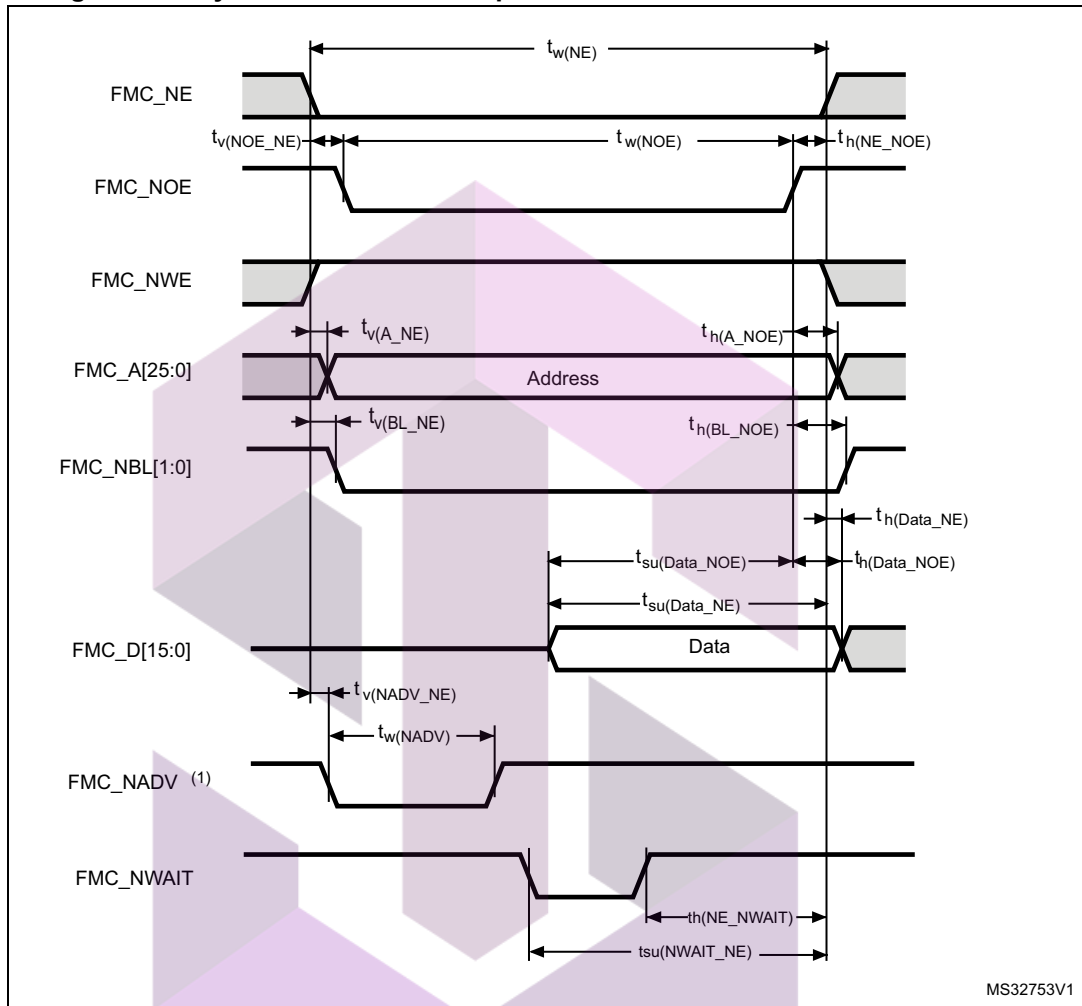 tw(NE)
FMC_NE
tv(NOE_NE)
tw(NOE)
th(NE_NOE)
FMC_NOE
FMC_NWE
tv(A_NE)
th(A_NOE)
FMC_A[25:0]
Address
tv(BL_NE)
th(BL_NOE)
FMC_NBL[1:0]
th(Data_NE)
tsu(Data_NOE)
th(Data_NOE)
tsu(Data_NE)
FMC_D[15:0]
Data
tv(NADV_NE)
tw(NADV)
FMC_NADV (1)
FMC_NWAIT
th(NE_NWAIT)
tsu(NWAIT_NE)
MS32753V1